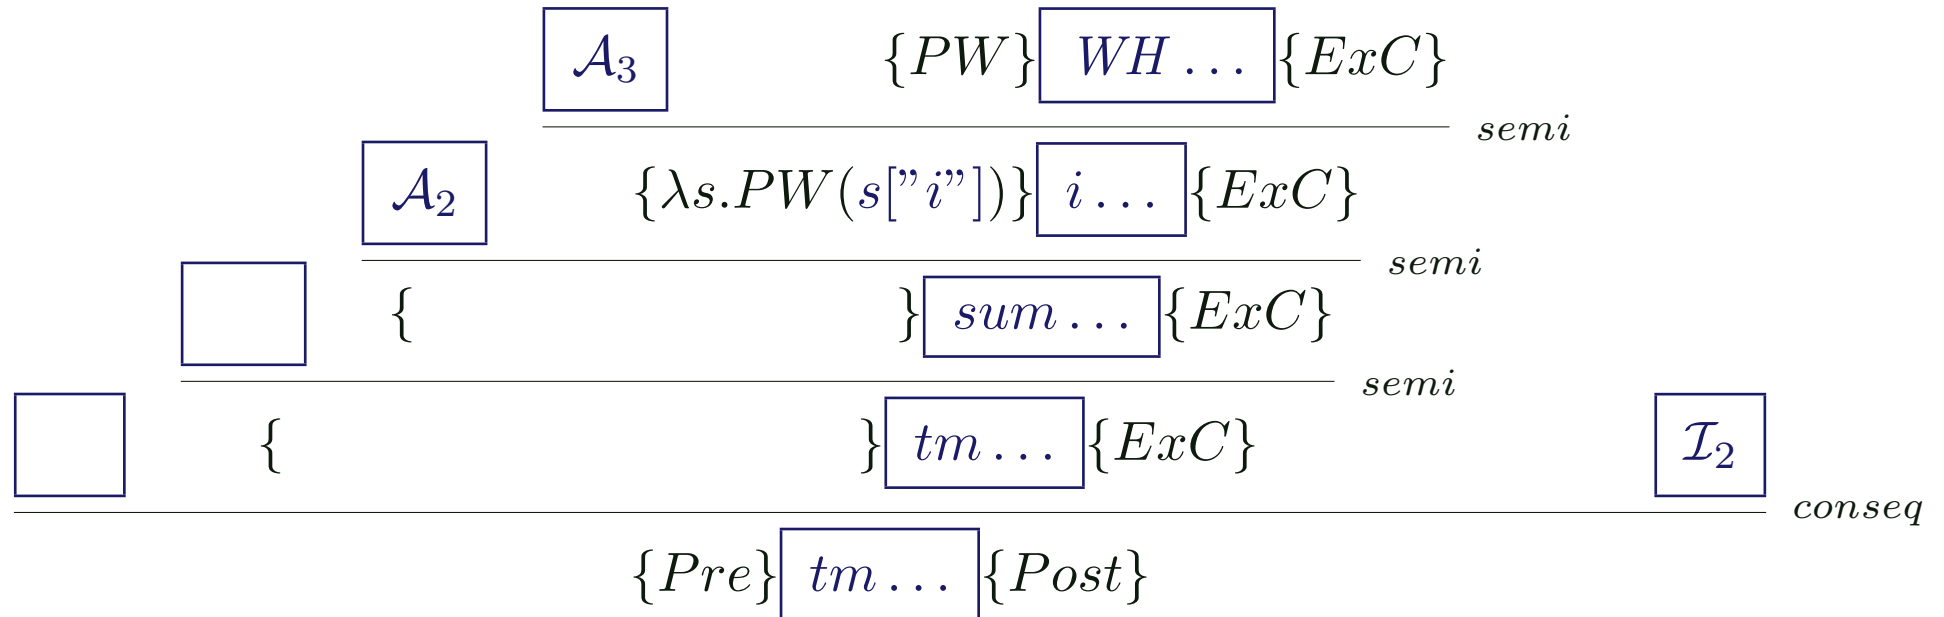 𝒜₃ {PW} WH … {ExC}
semi
𝒜₂ {λs.PW(s["i"])} i … {ExC}
semi
{ } sum … {ExC}
semi
{ } tm … {ExC} ℐ₂
conseq
{Pre} tm … {Post}